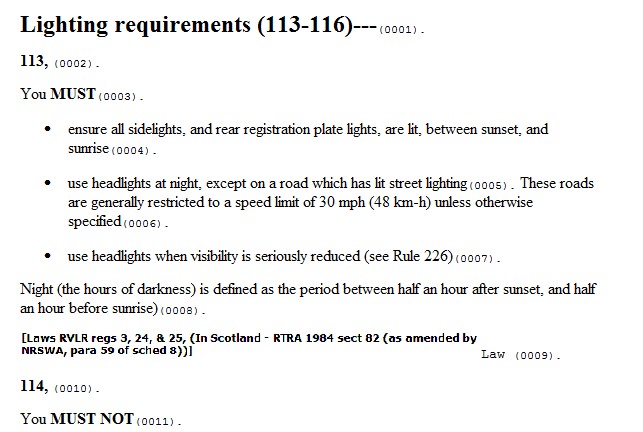 Lighting requirements (113-116)---(0001) .
113, (0002) .
You MUST (0003) .
• ensure all sidelights, and rear registration plate lights, are lit, between sunset, and
sunrise (0004) .
• use headlights at night, except on a road which has lit street lighting (0005) . These roads
are generally restricted to a speed limit of 30 mph (48 km-h) unless otherwise
specified (0006) .
• use headlights when visibility is seriously reduced (see Rule 226) (0007) .
Night (the hours of darkness) is defined as the period between half an hour after sunset, and half
an hour before sunrise) (0008) .
[Laws RVLR regs 3, 24, & 25, (In Scotland - RTRA 1984 sect 82 (as amended by
NRSWA, para 59 of sched 8))]
Law (0009) .
114, (0010) .
You MUST NOT (0011) .